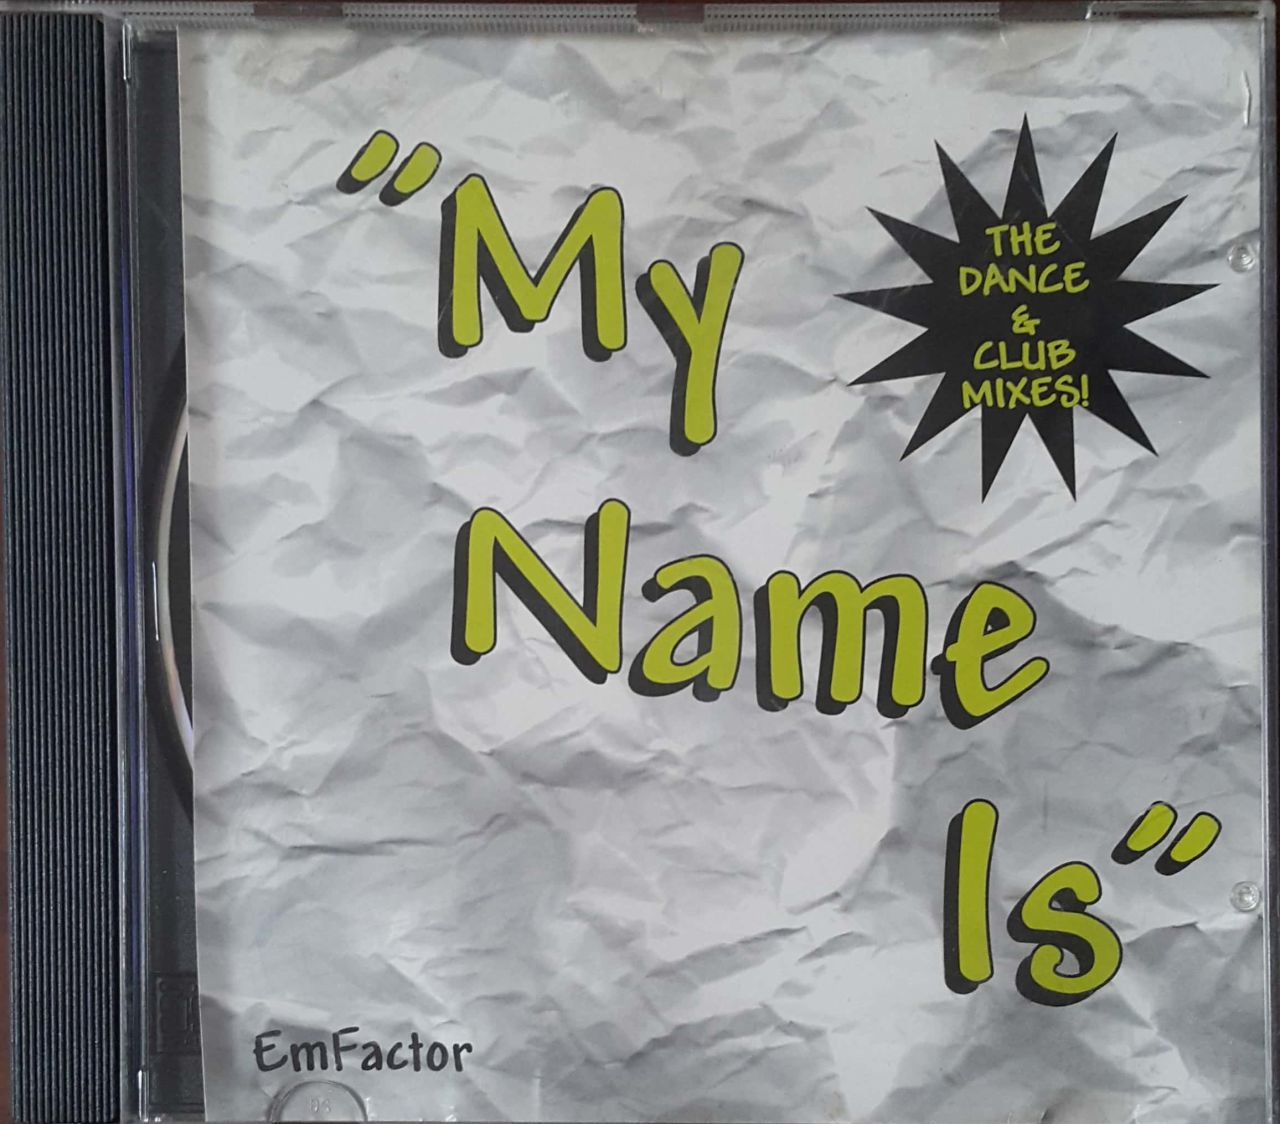 "My
Name
Is"
THE
DANCE
&
CLUB
MIXES!
EmFactor